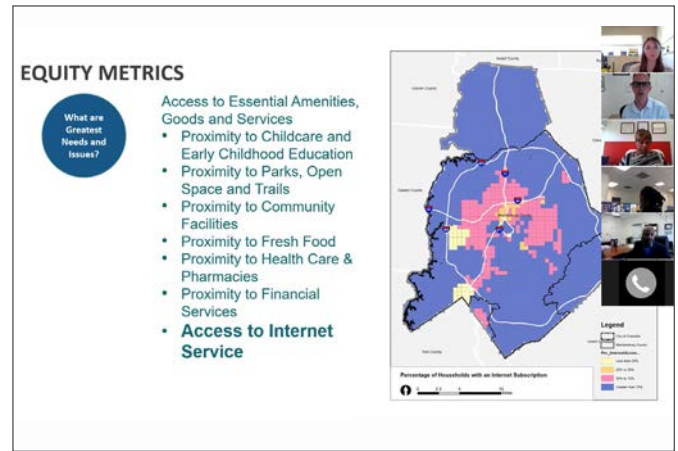 EQUITY METRICS
What are
Greatest
Needs and
Issues?
Access to Essential Amenities,
Goods and Services
• Proximity to Childcare and
Early Childhood Education
• Proximity to Parks, Open
Space and Trails
• Proximity to Community
Facilities
• Proximity to Fresh Food
• Proximity to Health Care &
Pharmacies
• Proximity to Financial
Services
• Access to Internet
Service
Legend
Percentage of Households with an Internet Subscription